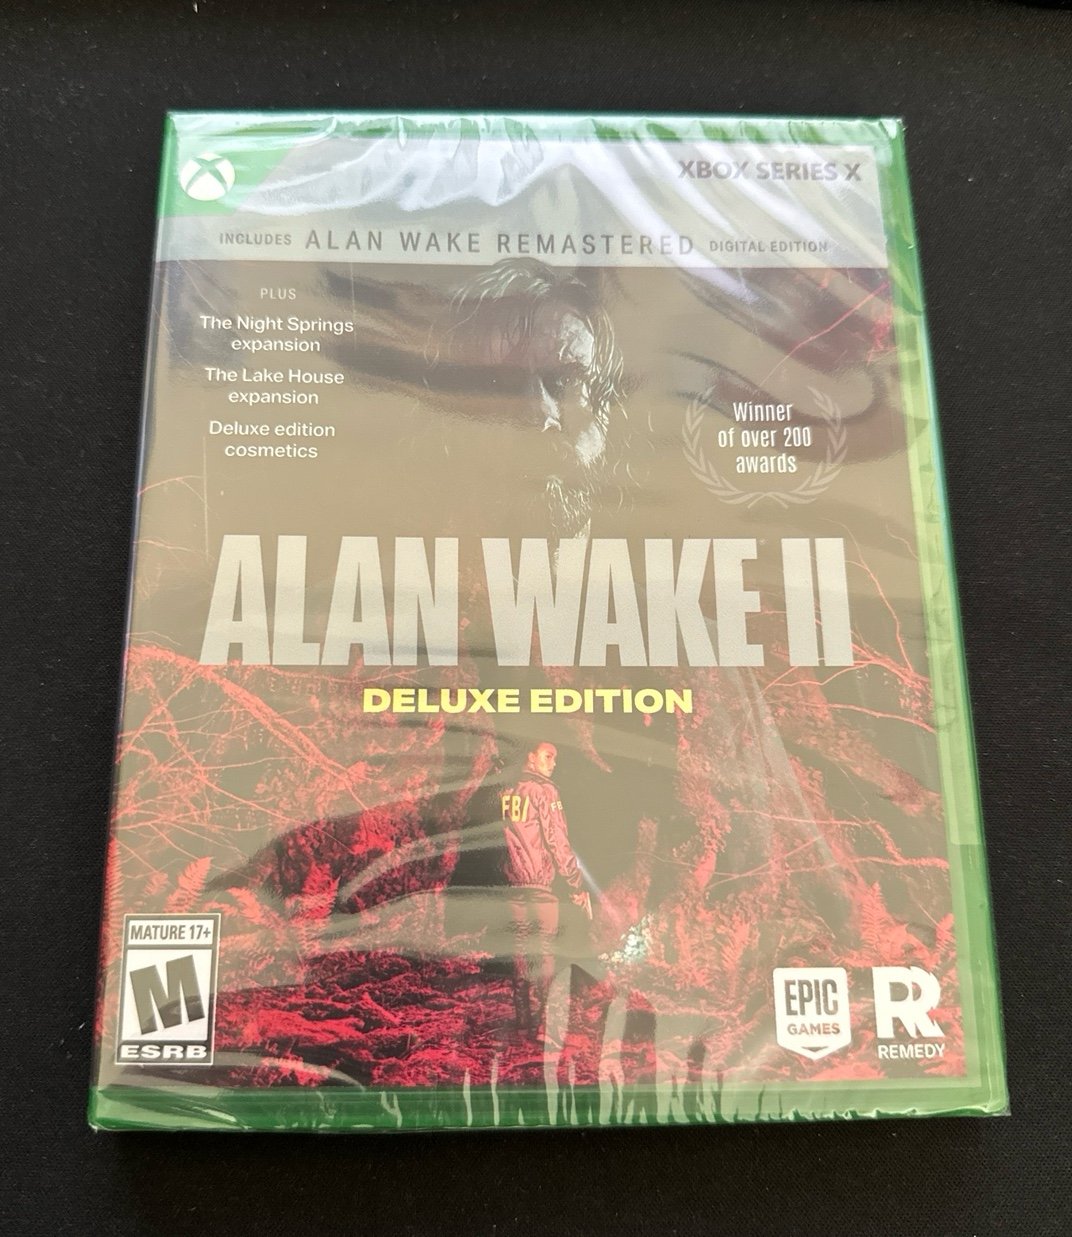 XBOX SERIES X
INCLUDES ALAN WAKE REMASTERED DIGITAL EDITION
PLUS
The Night Springs
expansion
The Lake House
expansion
Deluxe edition
cosmetics
Winner
of over 200
awards
ALAN WAKE II
DELUXE EDITION
FBI
FB
MATURE 17+
M
ESRB
EPIC
GAMES
REMEDY